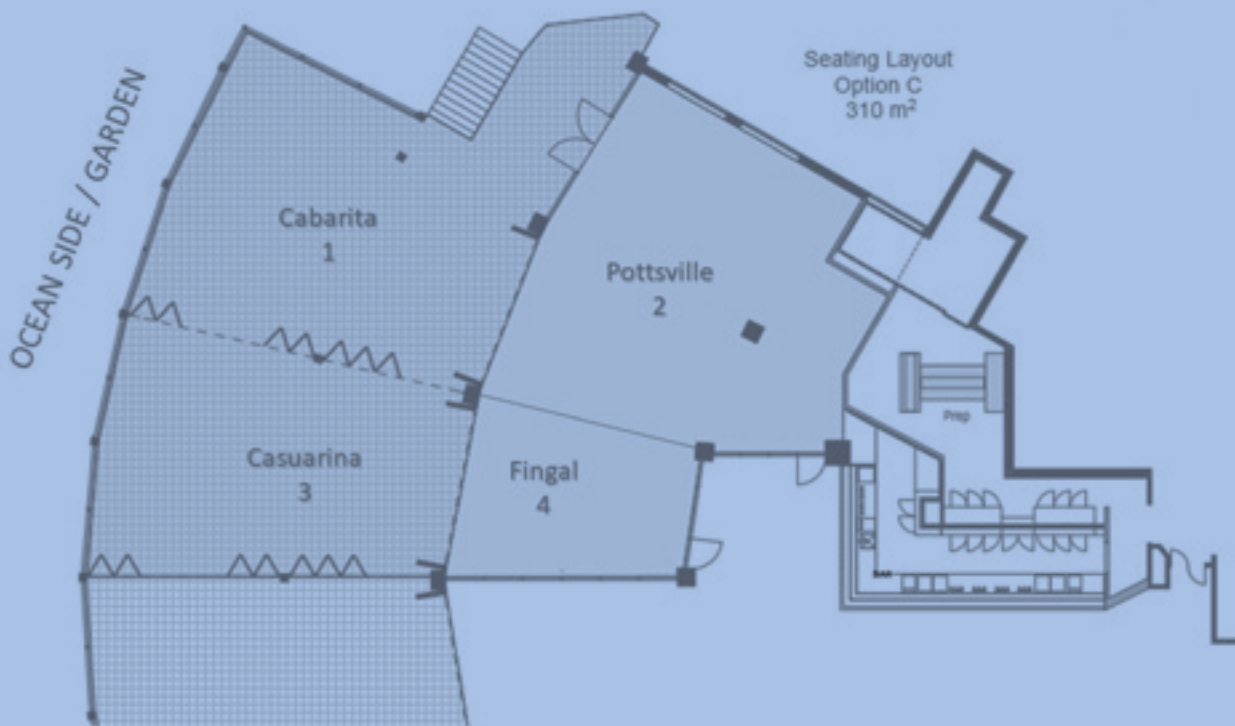 Seating Layout
Option C
310 m²
OCEAN SIDE / GARDEN
Cabarita
1
Pottsville
2
Casuarina
3
Fingal
4
Prep